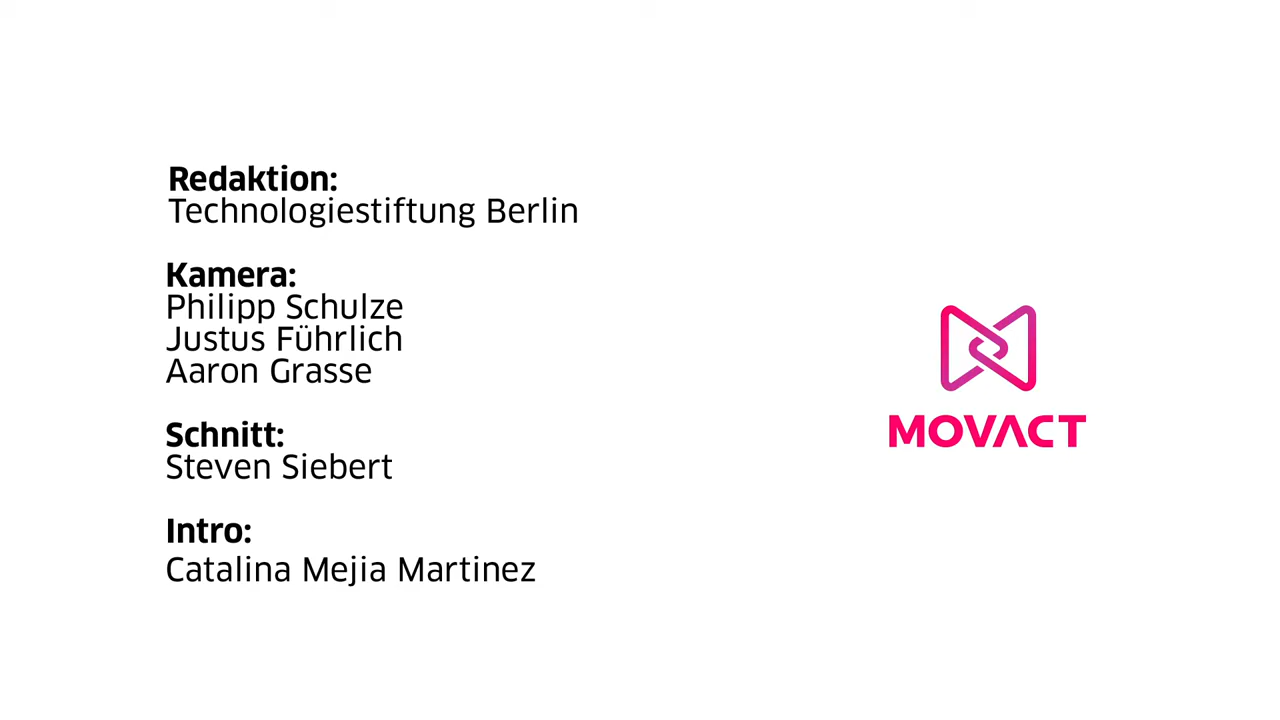 Redaktion:
Technologiestiftung Berlin
Kamera:
Philipp Schulze
Justus Führlich
Aaron Grasse
Schnitt:
Steven Siebert
Intro:
Catalina Mejia Martinez
MOVACT